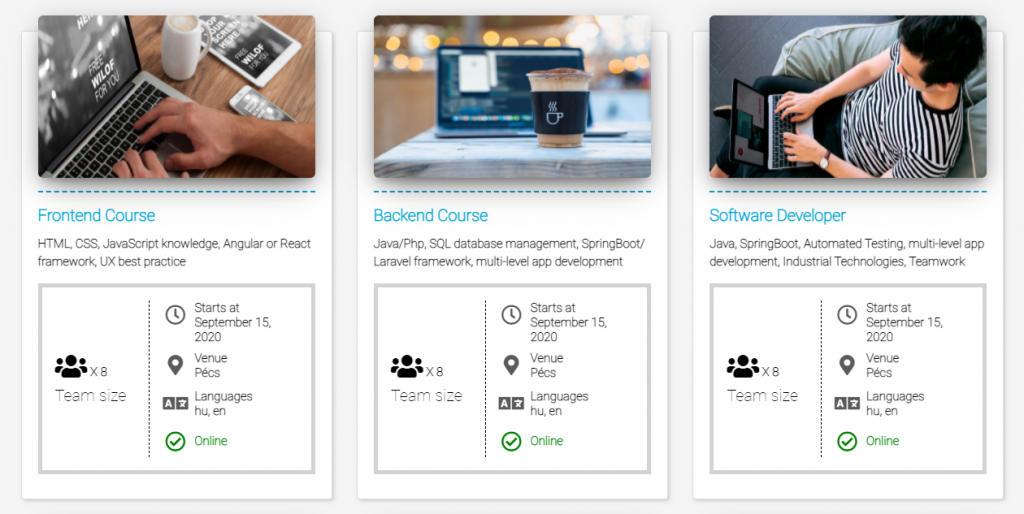 FREE
WILOF
FOR YOU
FREE
WILOF
FOR YOU
Frontend Course
HTML, CSS, JavaScript knowledge, Angular or React
framework, UX best practice
X 8
Team size
Starts at
September 15,
2020
Venue
Pécs
Languages
hu, en
Online
Backend Course
Java/Php, SQL database management, SpringBoot/
Laravel framework, multi-level app development
X 8
Team size
Starts at
September 15,
2020
Venue
Pécs
Languages
hu, en
Online
Software Developer
Java, SpringBoot, Automated Testing, multi-level app
development, Industrial Technologies, Teamwork
X 8
Team size
Starts at
September 15,
2020
Venue
Pécs
Languages
hu, en
Online